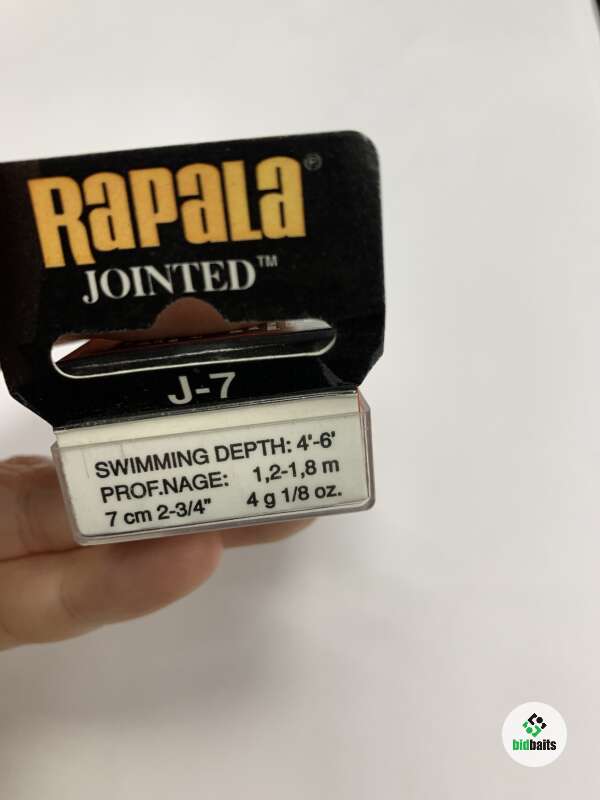 RAPALA®
JOINTED™
J-7
SWIMMING DEPTH: 4'-6'
PROF.NAGE: 1,2-1,8 m
7 cm 2-3/4" 4 g 1/8 oz.
bidbaits